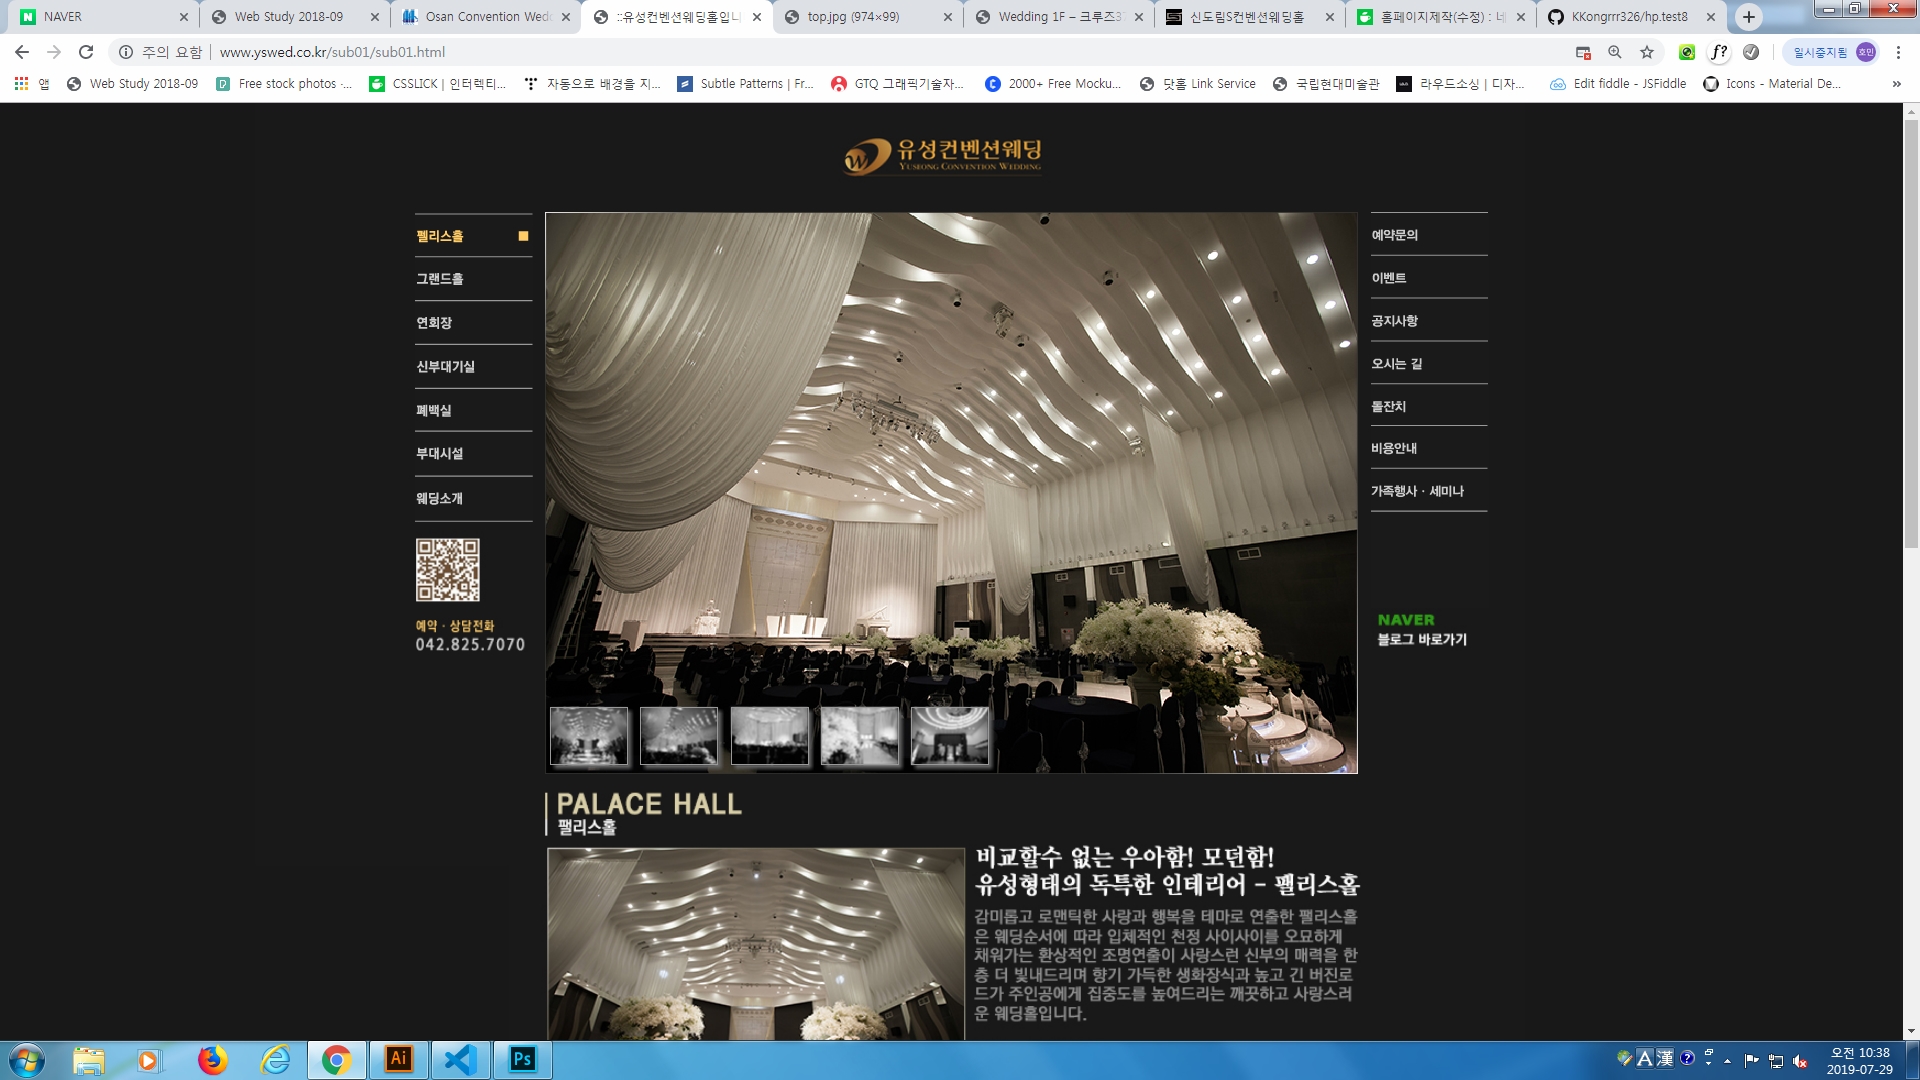 NAVER
Web Study 2018-09
Osan Convention Wedd
::유성컨벤션웨딩홀입니
top.jpg (974×99)
Wedding 1F – 크루즈37
신도림S컨벤션웨딩홀
홈페이지제작(수정) : 네
KKongrrr326/hp.test8
주의 요함
www.yswed.co.kr/sub01/sub01.html
f?
일시중지됨
호민
앱
Web Study 2018-09
Free stock photos ·...
CSSLICK | 인터렉티...
자동으로 배경을 지...
Subtle Patterns | Fr...
GTQ 그래픽기술자...
2000+ Free Mocku...
닷홈 Link Service
국립현대미술관
라우드소싱 | 디자...
Edit fiddle - JSFiddle
Icons - Material De...
»
유성컨벤션웨딩
YUSEONG CONVENTION WEDDING
펠리스홀
그랜드홀
연회장
신부대기실
폐백실
부대시설
웨딩소개
예약 · 상담전화
042.825.7070
예약문의
이벤트
공지사항
오시는 길
돌잔치
비용안내
가족행사 · 세미나
NAVER
블로그 바로가기
PALACE HALL
팰리스홀
비교할수 없는 우아함! 모던함!
유성형태의 독특한 인테리어 - 팰리스홀
감미롭고 로맨틱한 사랑과 행복을 테마로 연출한 팰리스홀
은 웨딩순서에 따라 입체적인 천정 사이사이를 오묘하게
채워가는 환상적인 조명연출이 사랑스런 신부의 매력을 한
층 더 빛내드리며 향기 가득한 생화장식과 높고 긴 버진로
드가 주인공에게 집중도를 높여드리는 깨끗하고 사랑스러
운 웨딩홀입니다.
Ai
Ps
A 漢
오전 10:38
2019-07-29